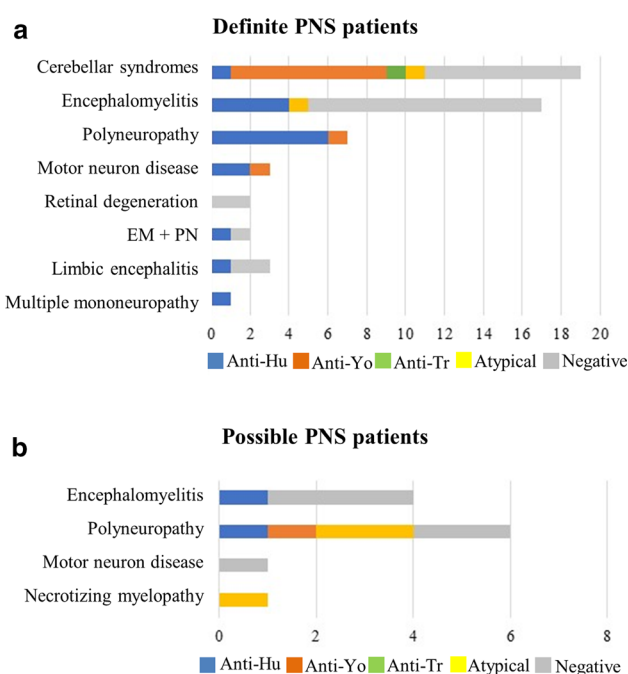 a
Definite PNS patients
Cerebellar syndromes
Encephalomyelitis
Polyneuropathy
Motor neuron disease
Retinal degeneration
EM + PN
Limbic encephalitis
Multiple mononeuropathy
0 2 4 6 8 10 12 14 16 18 20
Anti-Hu Anti-Yo Anti-Tr Atypical Negative
b
Possible PNS patients
Encephalomyelitis
Polyneuropathy
Motor neuron disease
Necrotizing myelopathy
0 2 4 6 8
Anti-Hu Anti-Yo Anti-Tr Atypical Negative